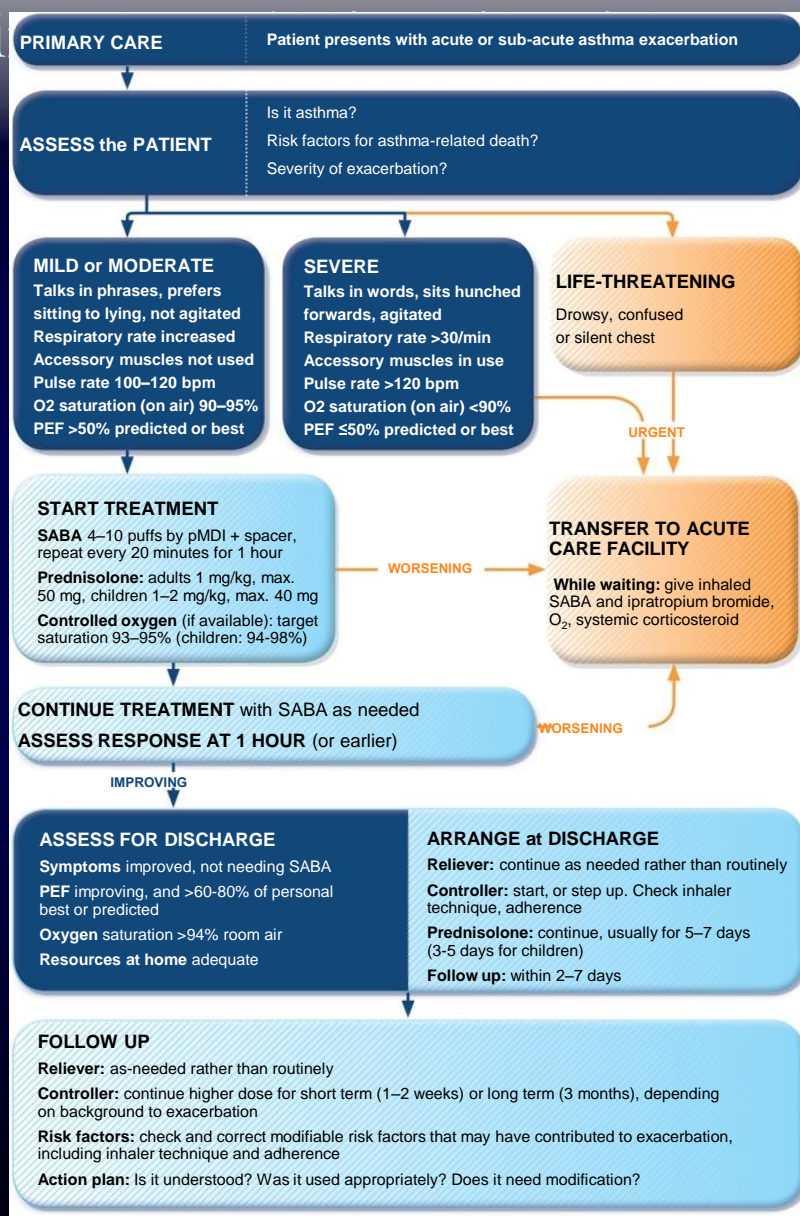 PRIMARY CARE
Patient presents with acute or sub-acute asthma exacerbation
ASSESS the PATIENT
Is it asthma?
Risk factors for asthma-related death?
Severity of exacerbation?
MILD or MODERATE
Talks in phrases, prefers
sitting to lying, not agitated
Respiratory rate increased
Accessory muscles not used
Pulse rate 100–120 bpm
O2 saturation (on air) 90–95%
PEF >50% predicted or best
SEVERE
Talks in words, sits hunched
forwards, agitated
Respiratory rate >30/min
Accessory muscles in use
Pulse rate >120 bpm
O2 saturation (on air) <90%
PEF ≤50% predicted or best
LIFE-THREATENING
Drowsy, confused
or silent chest
URGENT
START TREATMENT
SABA 4–10 puffs by pMDI + spacer,
repeat every 20 minutes for 1 hour
Prednisolone: adults 1 mg/kg, max.
50 mg, children 1–2 mg/kg, max. 40 mg
Controlled oxygen (if available): target
saturation 93–95% (children: 94-98%)
WORSENING
TRANSFER TO ACUTE
CARE FACILITY
While waiting: give inhaled
SABA and ipratropium bromide,
O₂, systemic corticosteroid
CONTINUE TREATMENT with SABA as needed
ASSESS RESPONSE AT 1 HOUR (or earlier)
WORSENING
IMPROVING
ASSESS FOR DISCHARGE
Symptoms improved, not needing SABA
PEF improving, and >60-80% of personal
best or predicted
Oxygen saturation >94% room air
Resources at home adequate
ARRANGE at DISCHARGE
Reliever: continue as needed rather than routinely
Controller: start, or step up. Check inhaler
technique, adherence
Prednisolone: continue, usually for 5–7 days
(3-5 days for children)
Follow up: within 2–7 days
FOLLOW UP
Reliever: as-needed rather than routinely
Controller: continue higher dose for short term (1–2 weeks) or long term (3 months), depending
on background to exacerbation
Risk factors: check and correct modifiable risk factors that may have contributed to exacerbation,
including inhaler technique and adherence
Action plan: Is it understood? Was it used appropriately? Does it need modification?